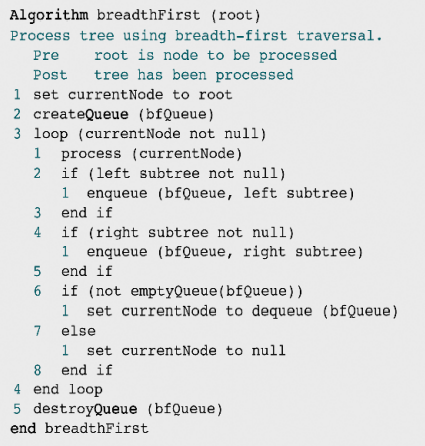 Algorithm breadthFirst (root)
Process tree using breadth-first traversal.
Pre root is node to be processed
Post tree has been processed
1 set currentNode to root
2 createQueue (bfQueue)
3 loop (currentNode not null)
1 process (currentNode)
2 if (left subtree not null)
1 enqueue (bfQueue, left subtree)
3 end if
4 if (right subtree not null)
1 enqueue (bfQueue, right subtree)
5 end if
6 if (not emptyQueue(bfQueue))
1 set currentNode to dequeue (bfQueue)
7 else
1 set currentNode to null
8 end if
4 end loop
5 destroyQueue (bfQueue)
end breadthFirst